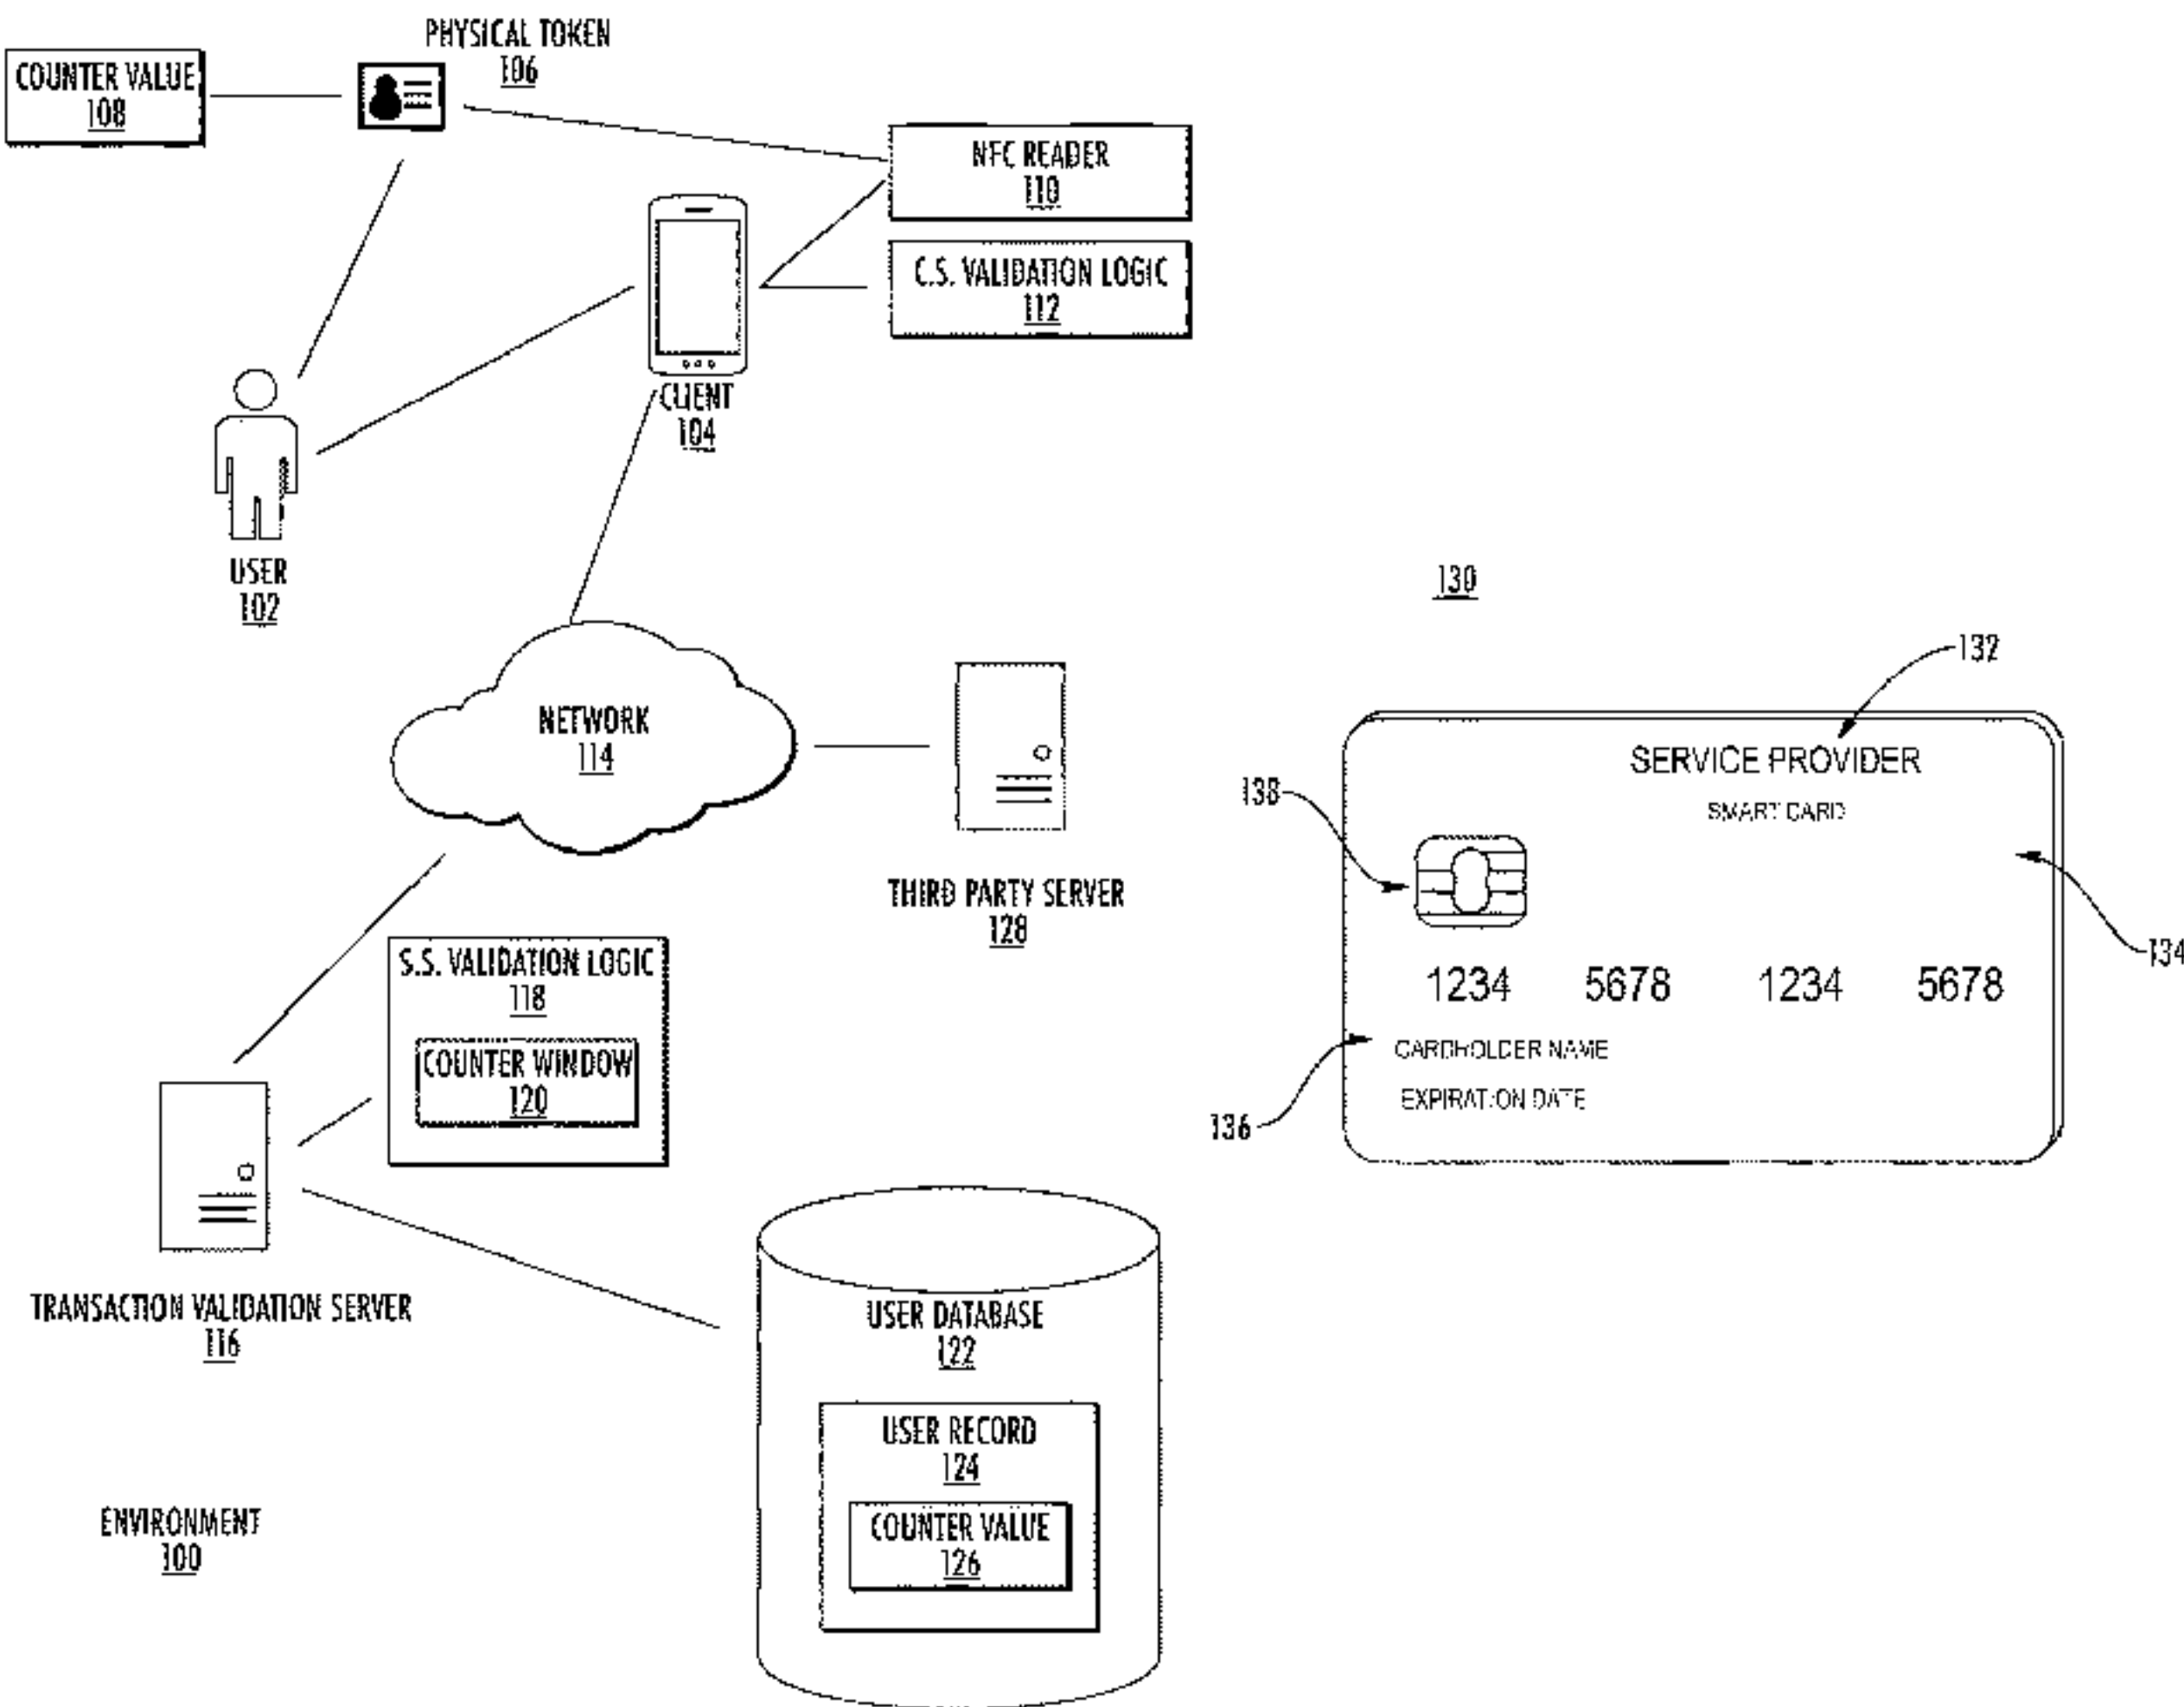 PHYSICAL TOKEN
106
COUNTER VALUE
108
NFC READER
110
C.S. VALIDATION LOGIC
112
CLIENT
104
USER
102
NETWORK
114
THIRD PARTY SERVER
128
S.S. VALIDATION LOGIC
118
COUNTER WINDOW
120
TRANSACTION VALIDATION SERVER
116
USER DATABASE
122
USER RECORD
124
COUNTER VALUE
126
ENVIRONMENT
100
130
132
SERVICE PROVIDER
SMART CARD
138
134
1234 5678 1234 5678
CARDHOLDER NAME
EXPIRATION DATE
136